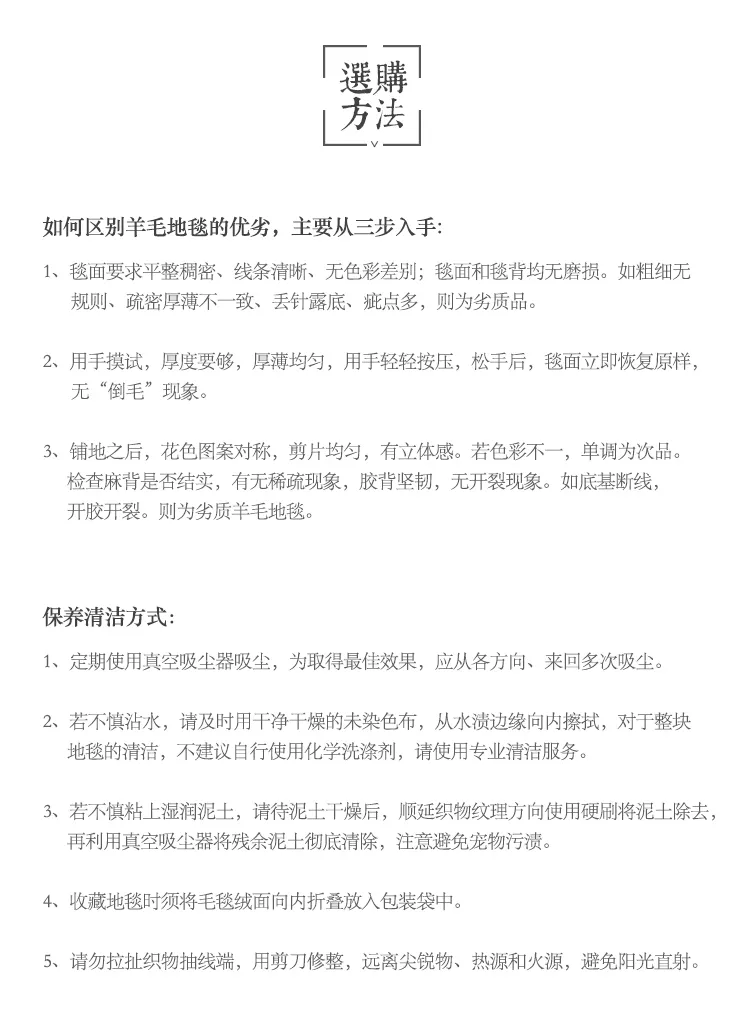 選購
方法
如何区别羊毛地毯的优劣，主要从三步入手：
1、毯面要求平整稠密、线条清晰、无色彩差别；毯面和毯背均无磨损。如粗细无
规则、疏密厚薄不一致、丢针露底、疵点多，则为劣质品。
2、用手摸试，厚度要够，厚薄均匀，用手轻轻按压，松手后，毯面立即恢复原样，
无“倒毛”现象。
3、铺地之后，花色图案对称，剪片均匀，有立体感。若色彩不一，单调为次品。
检查麻背是否结实，有无稀疏现象，胶背坚韧，无开裂现象。如底基断线，
开胶开裂。则为劣质羊毛地毯。
保养清洁方式：
1、定期使用真空吸尘器吸尘，为取得最佳效果，应从各方向、来回多次吸尘。
2、若不慎沾水，请及时用干净干燥的未染色布，从水渍边缘向内擦拭，对于整块
地毯的清洁，不建议自行使用化学洗涤剂，请使用专业清洁服务。
3、若不慎粘上湿润泥土，请待泥土干燥后，顺延织物纹理方向使用硬刷将泥土除去，
再利用真空吸尘器将残余泥土彻底清除，注意避免宠物污渍。
4、收藏地毯时须将毛毯绒面向内折叠放入包装袋中。
5、请勿拉扯织物抽线端，用剪刀修整，远离尖锐物、热源和火源，避免阳光直射。